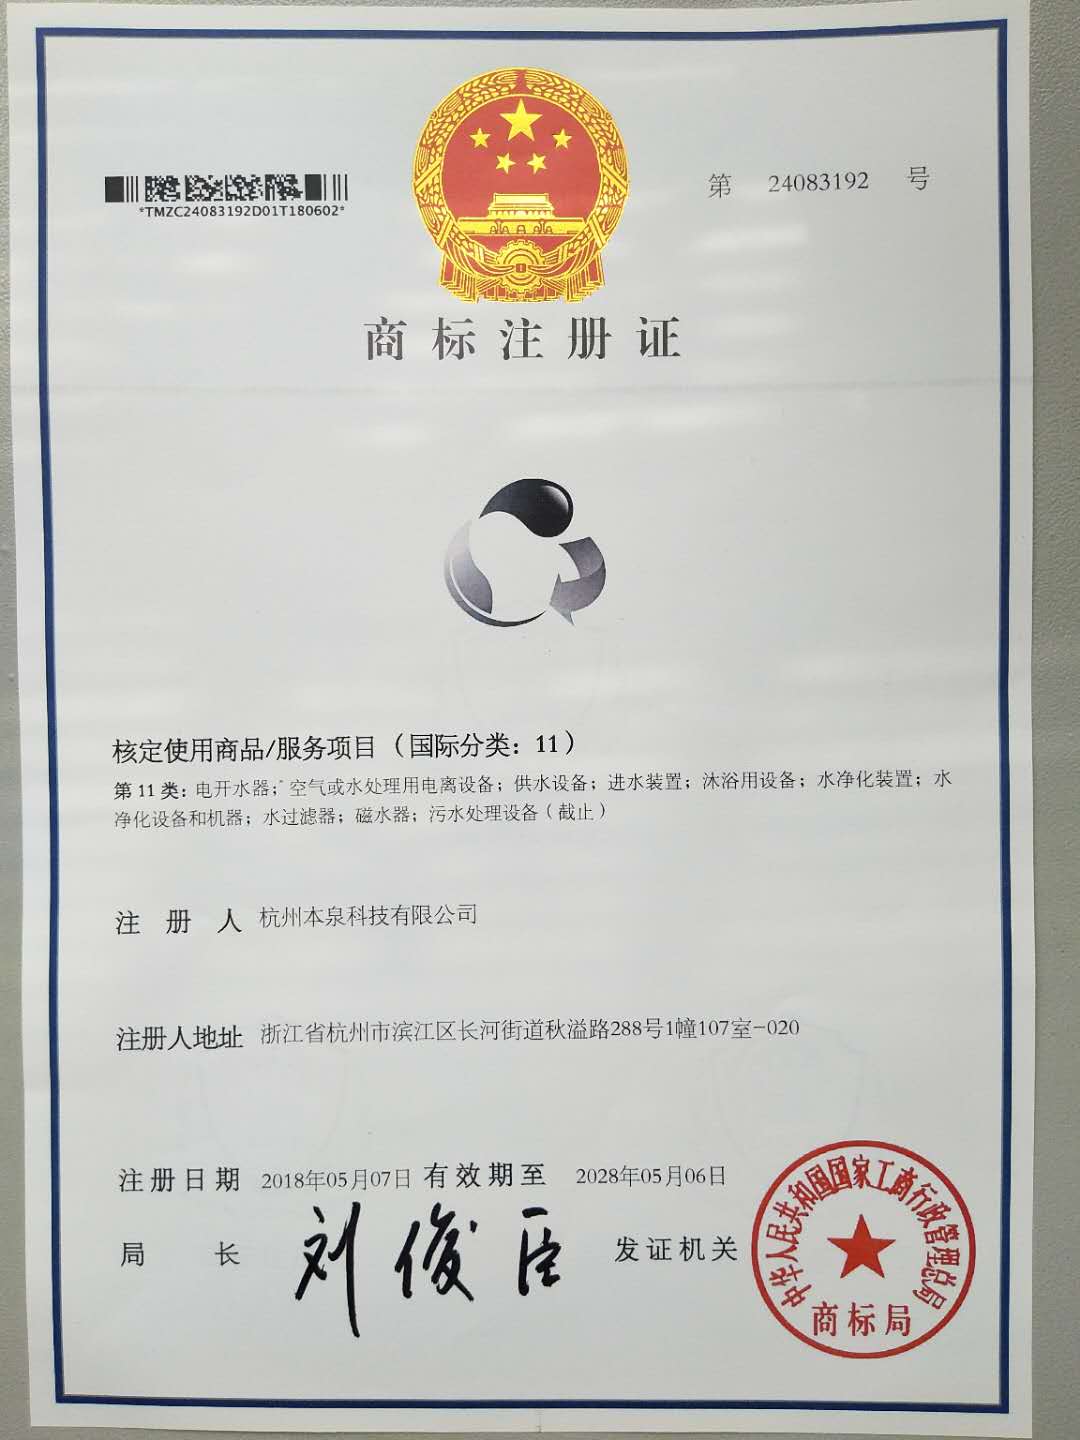 *TMZC24083192D01T180602*
第 24083192 号
商标注册证
核定使用商品/服务项目（国际分类：11）
第11类：电开水器；空气或水处理用电离设备；供水设备；进水装置；沐浴用设备；水净化装置；水
净化设备和机器；水过滤器；磁水器；污水处理设备（截止）
注册人 杭州本泉科技有限公司
注册人地址 浙江省杭州市滨江区长河街道秋溢路288号1幢107室-020
注册日期 2018年05月07日 有效期至 2028年05月06日
局长 刘俊臣 发证机关
中华人民共和国国家工商行政管理总局
商标局